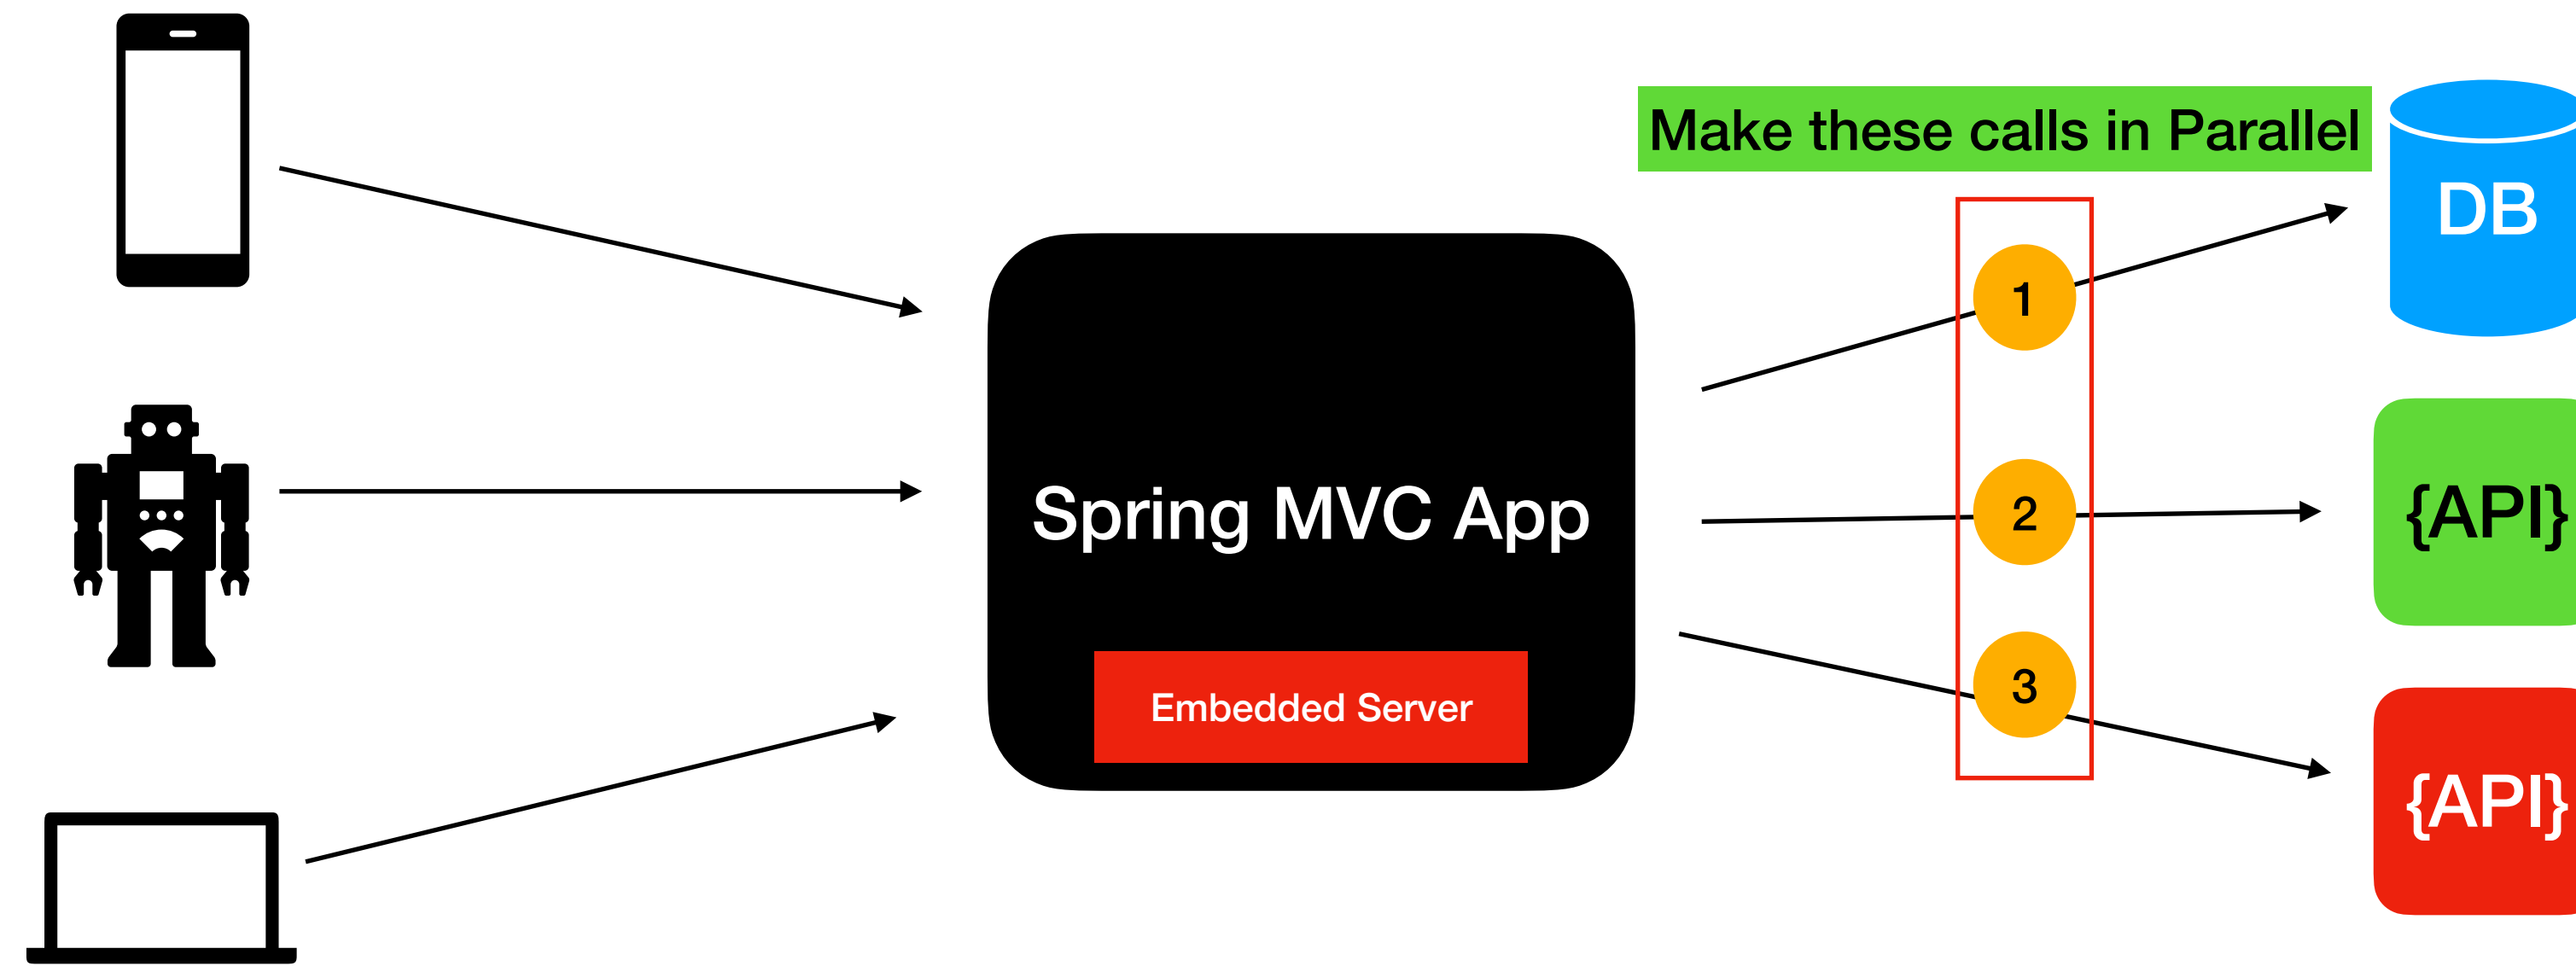 Make these calls in Parallel
DB
1
Spring MVC App
2
{API}
3
Embedded Server
{API}